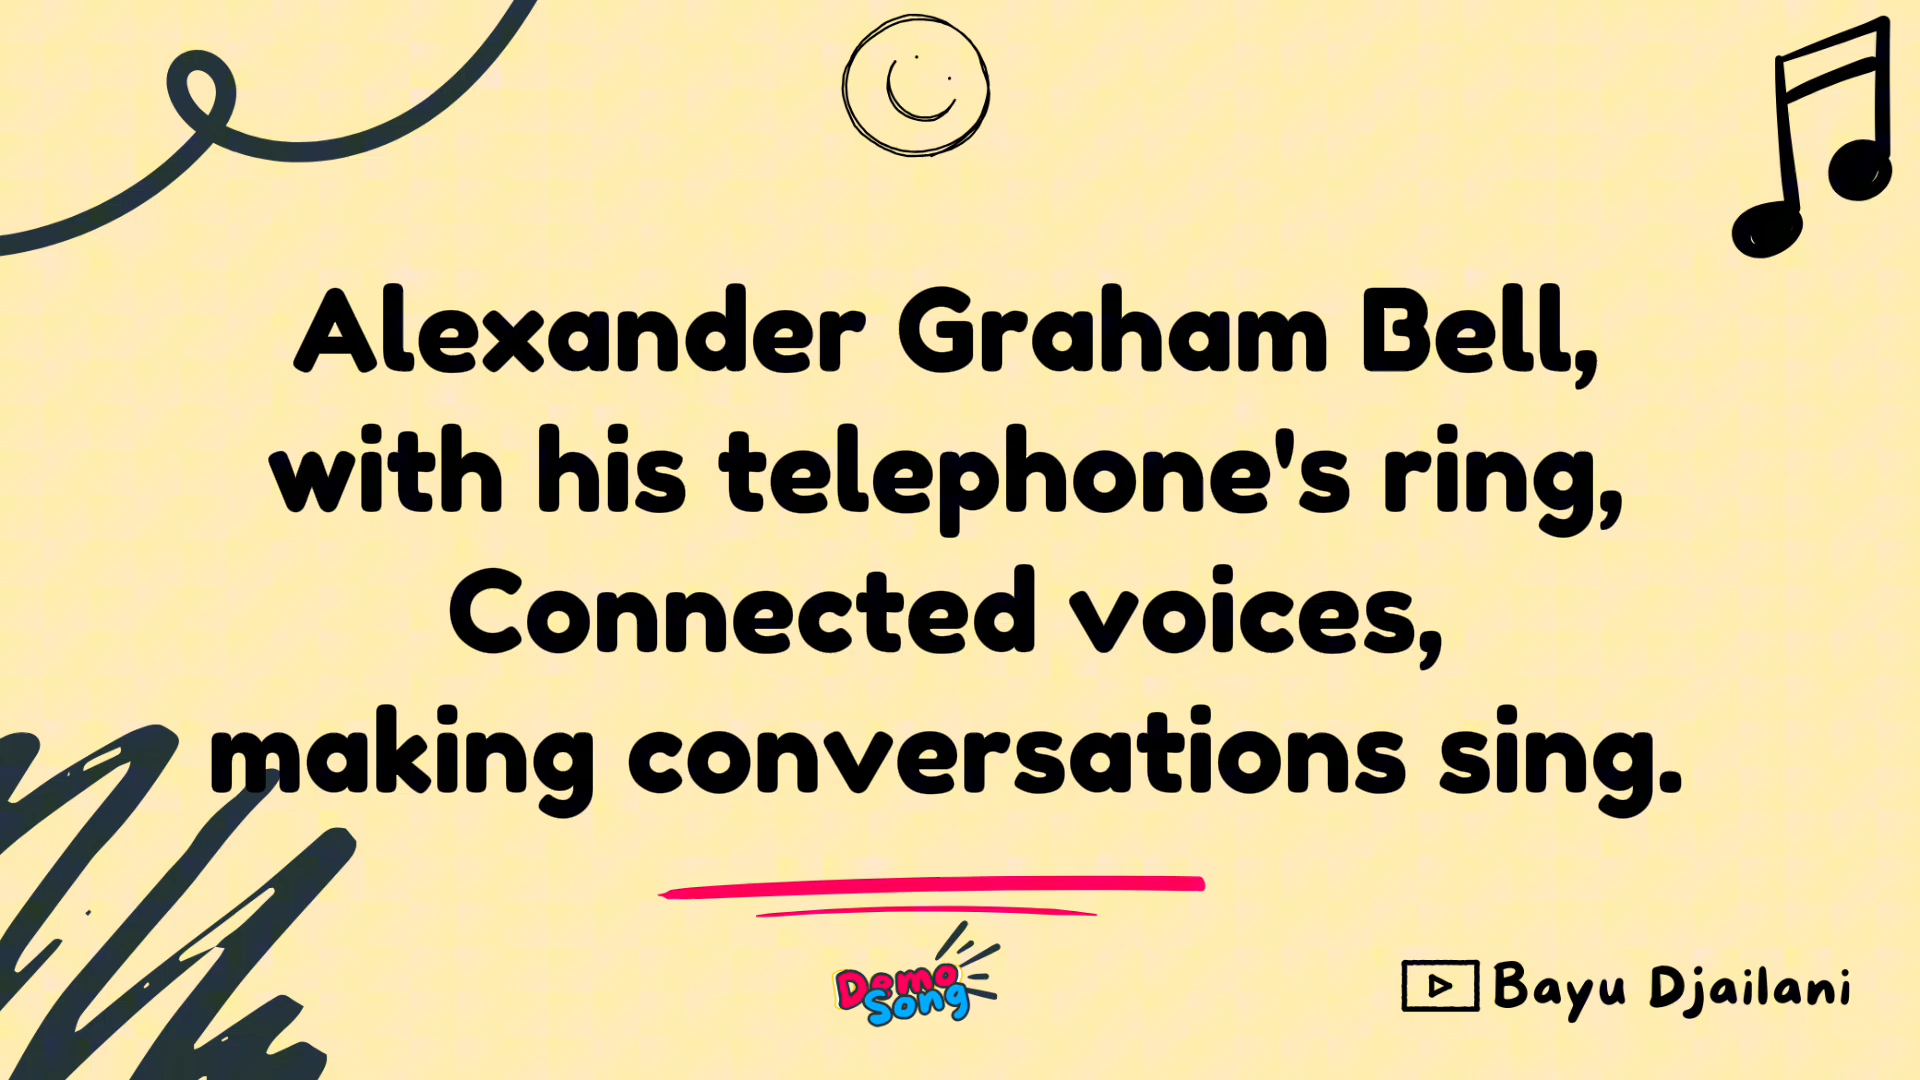 Alexander Graham Bell,
with his telephone's ring,
Connected voices,
making conversations sing.
Demo
Song
Bayu Djailani